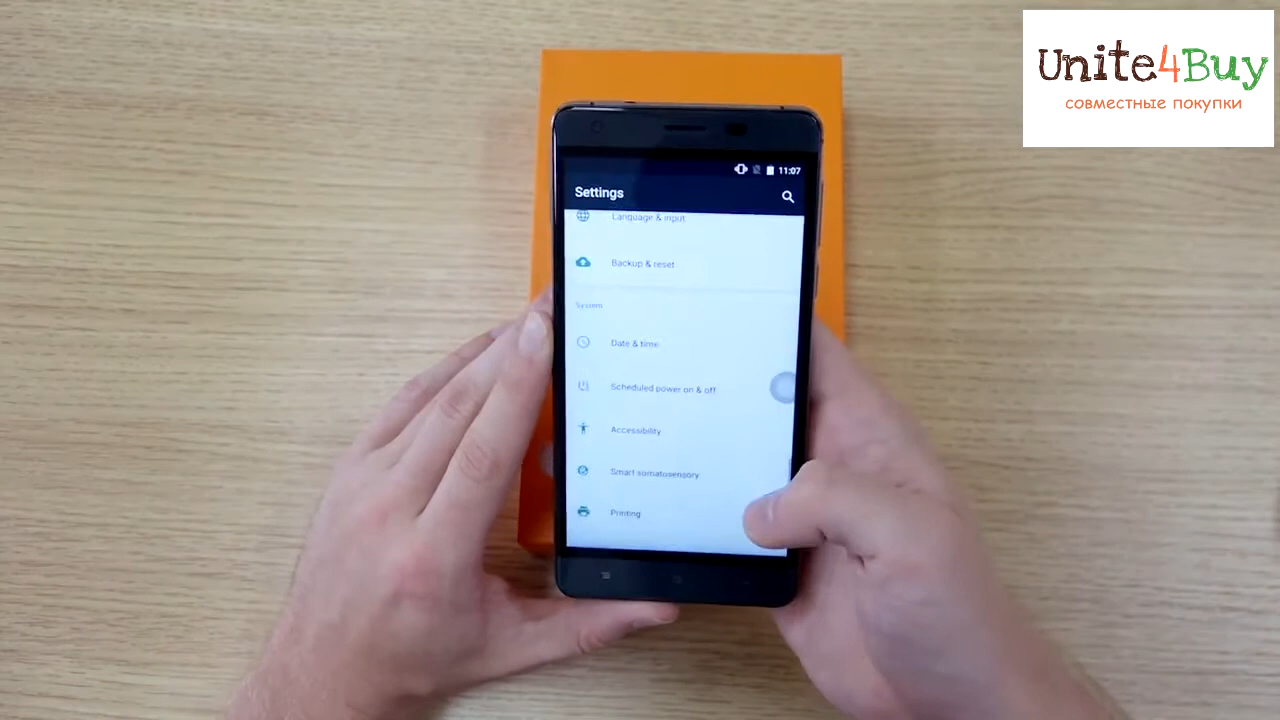 Unite4Buy
совместные покупки
11:07
Settings
Language & input
Backup & reset
System
Date & time
Scheduled power on & off
Accessibility
Smart somatosensory
Printing